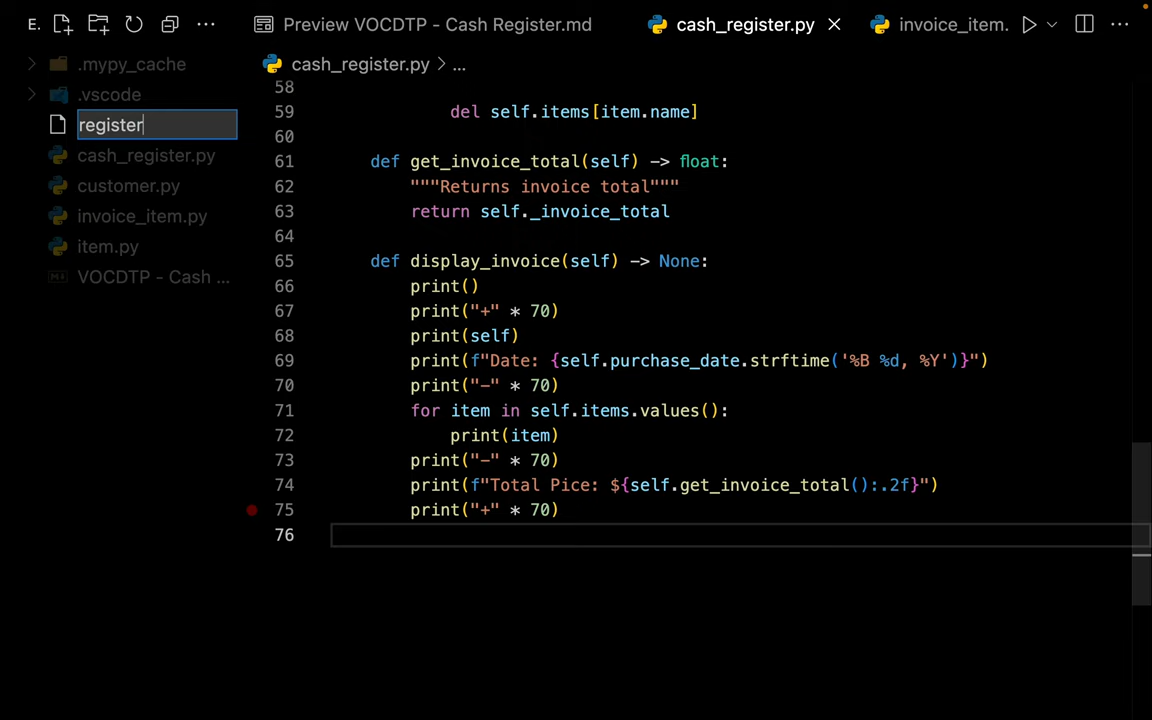 E.
Preview VOCDTP - Cash Register.md
cash_register.py
invoice_item.
.mypy_cache
.vscode
register
cash_register.py
customer.py
invoice_item.py
item.py
VOCDTP - Cash ...
cash_register.py > ...
58
59 del self.items[item.name]
60
61 def get_invoice_total(self) -> float:
62 """Returns invoice total"""
63 return self._invoice_total
64
65 def display_invoice(self) -> None:
66 print()
67 print("+" * 70)
68 print(self)
69 print(f"Date: {self.purchase_date.strftime('%B %d, %Y')}")
70 print("-" * 70)
71 for item in self.items.values():
72 print(item)
73 print("-" * 70)
74 print(f"Total Pice: ${self.get_invoice_total():.2f}")
75 print("+" * 70)
76